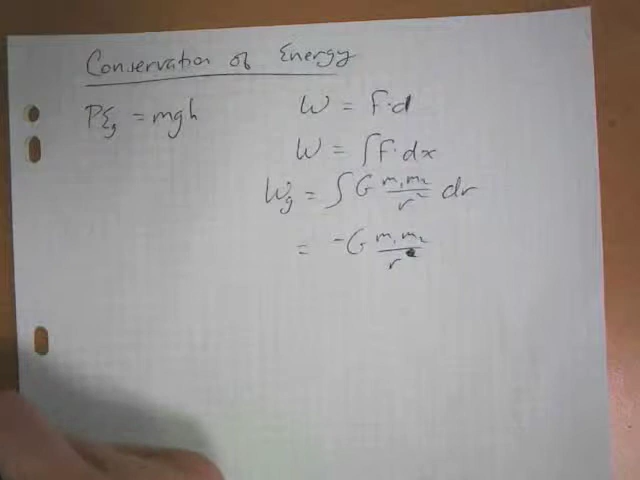 Conservation of Energy
PEg = mgh
W = F·d
W = ∫F·dx
Wg = ∫ G m₁m₂/r² dr
= -G m₁m₂/r